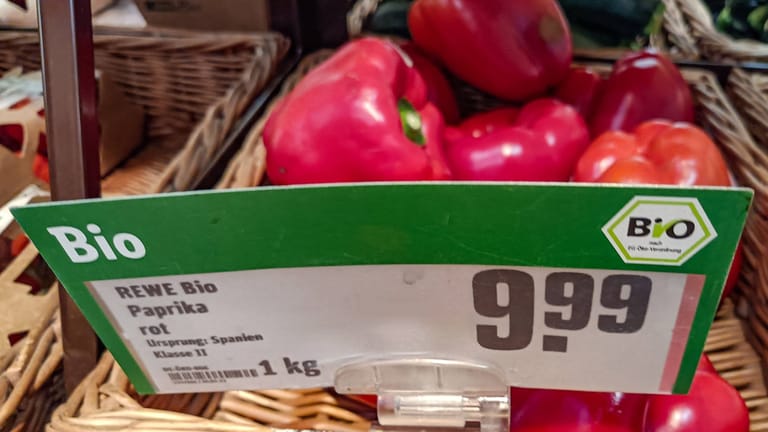 Bio
BiO
nach
EG-Öko-Verordnung
REWE Bio
Paprika
rot
Ursprung: Spanien
Klasse II
1 kg
9.99